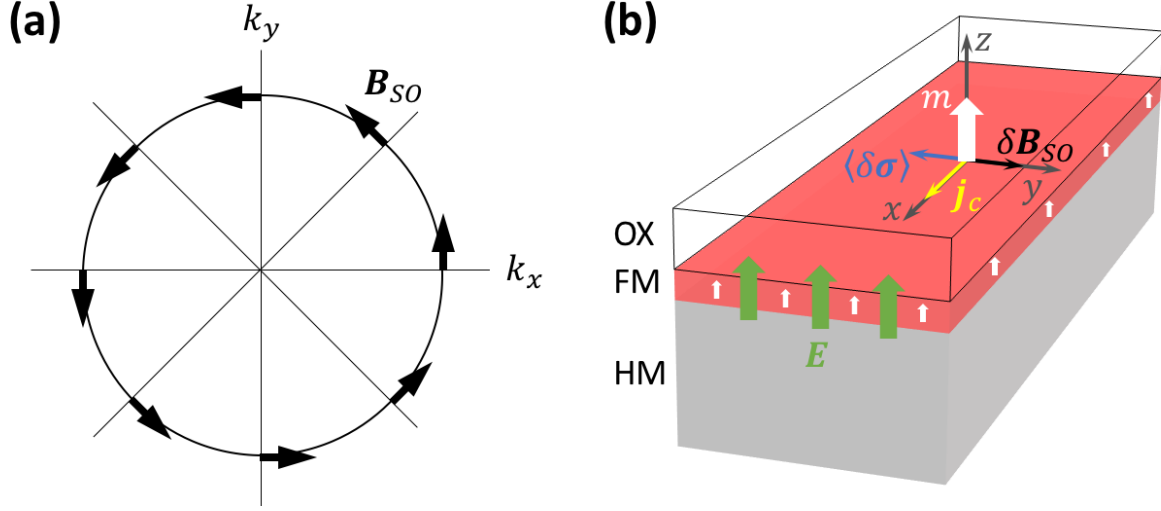 (a)
k_y
B_SO
k_x
(b)
z
m
δB_SO
⟨δσ⟩
y
x
j_c
OX
FM
E
HM